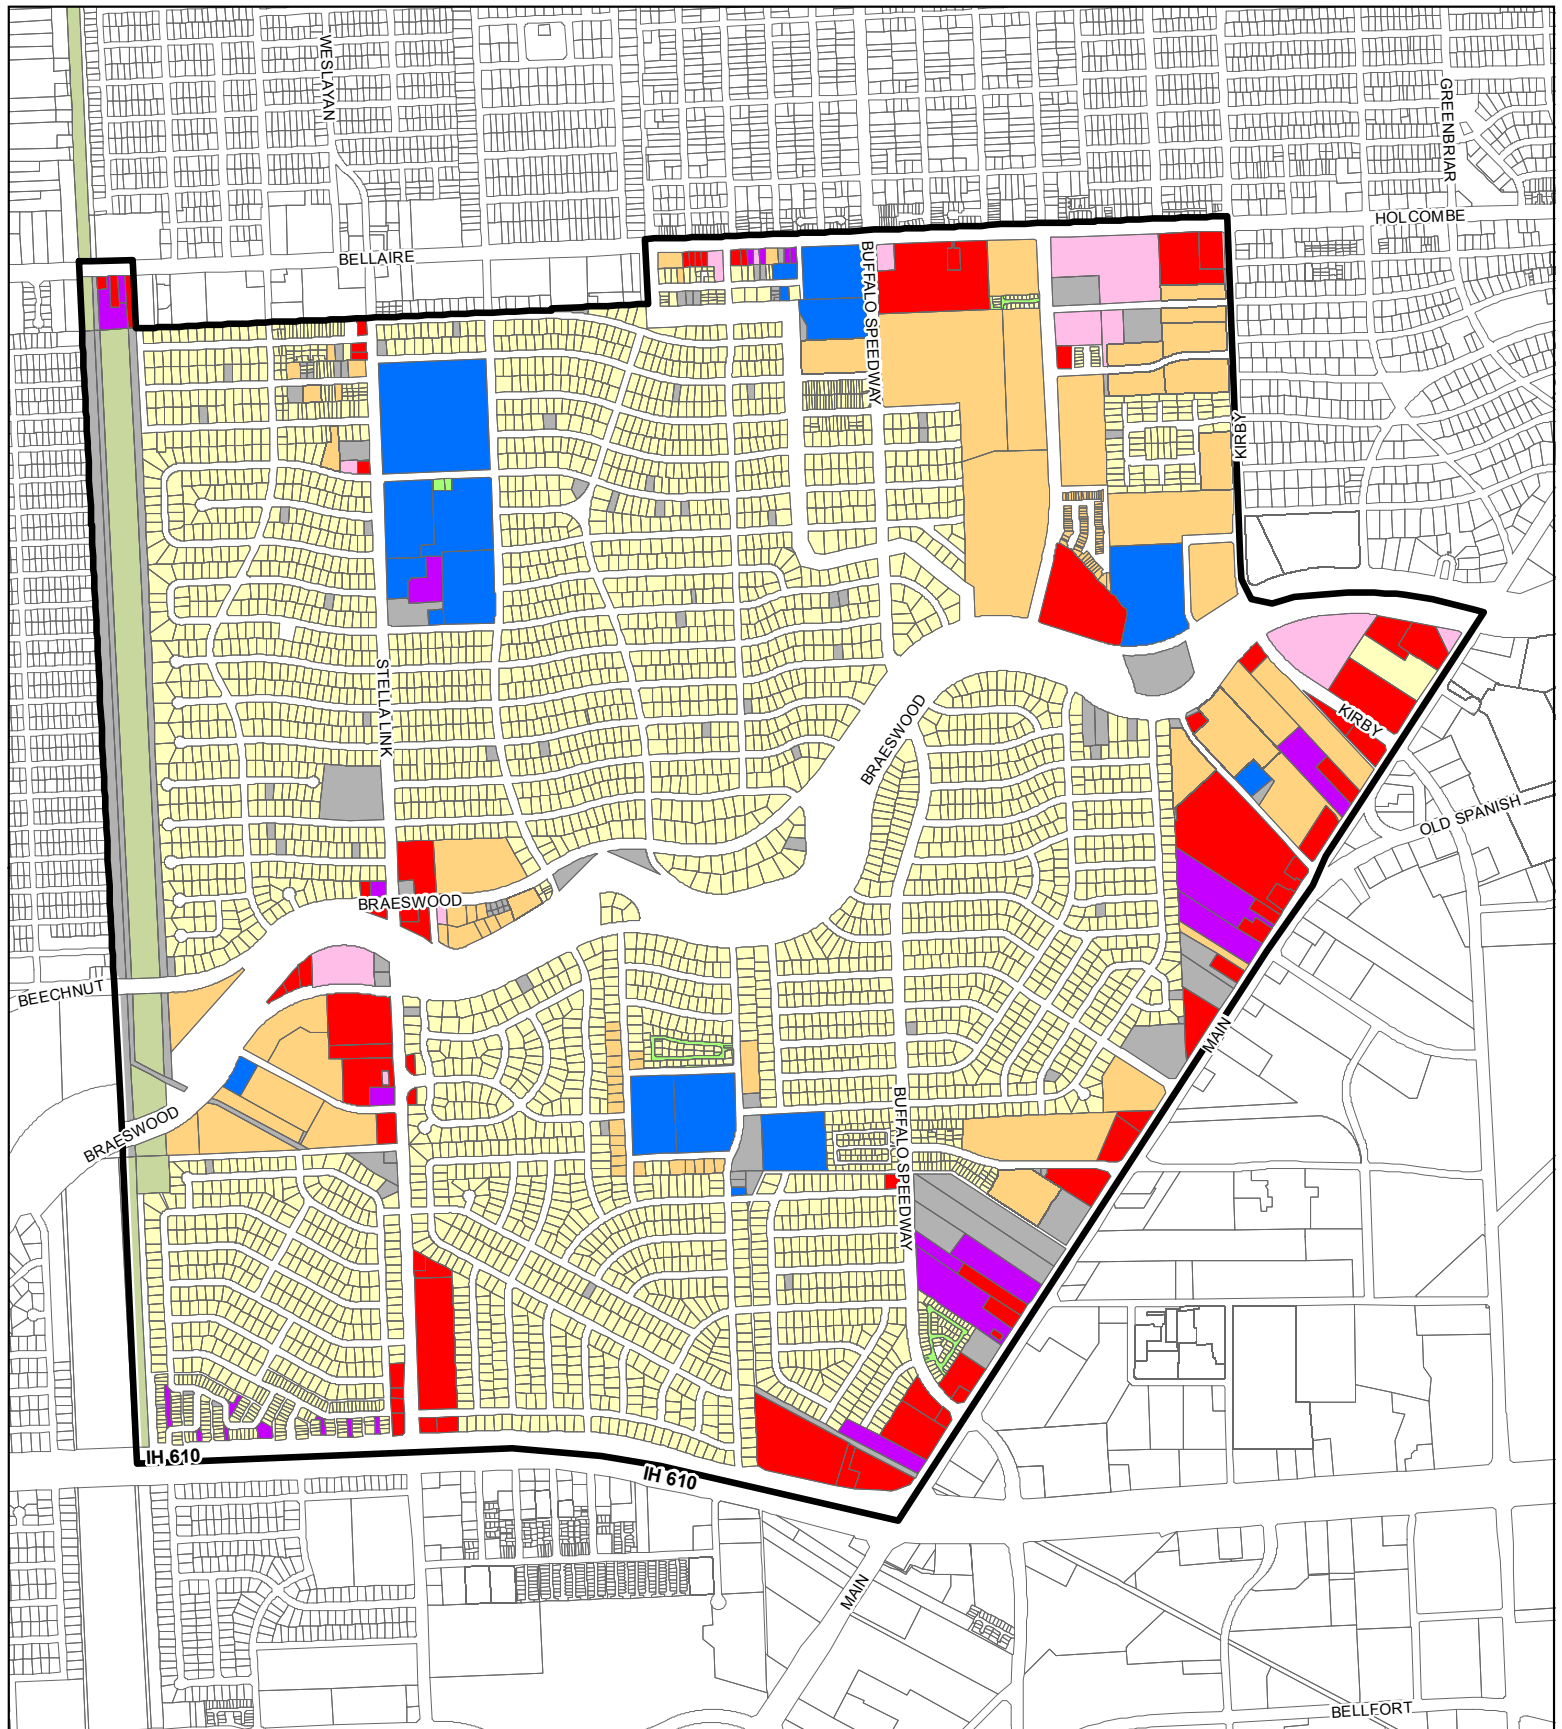 WESLAYAN
GREENBRIAR
HOLCOMBE
BELLAIRE
BUFFALO SPEEDWAY
KIRBY
STELLA LINK
BRAESWOOD
KIRBY
OLD SPANISH
BRAESWOOD
BEECHNUT
MAIN
BRAESWOOD
BUFFALO SPEEDWAY
IH 610
IH 610
MAIN
BELLFORT